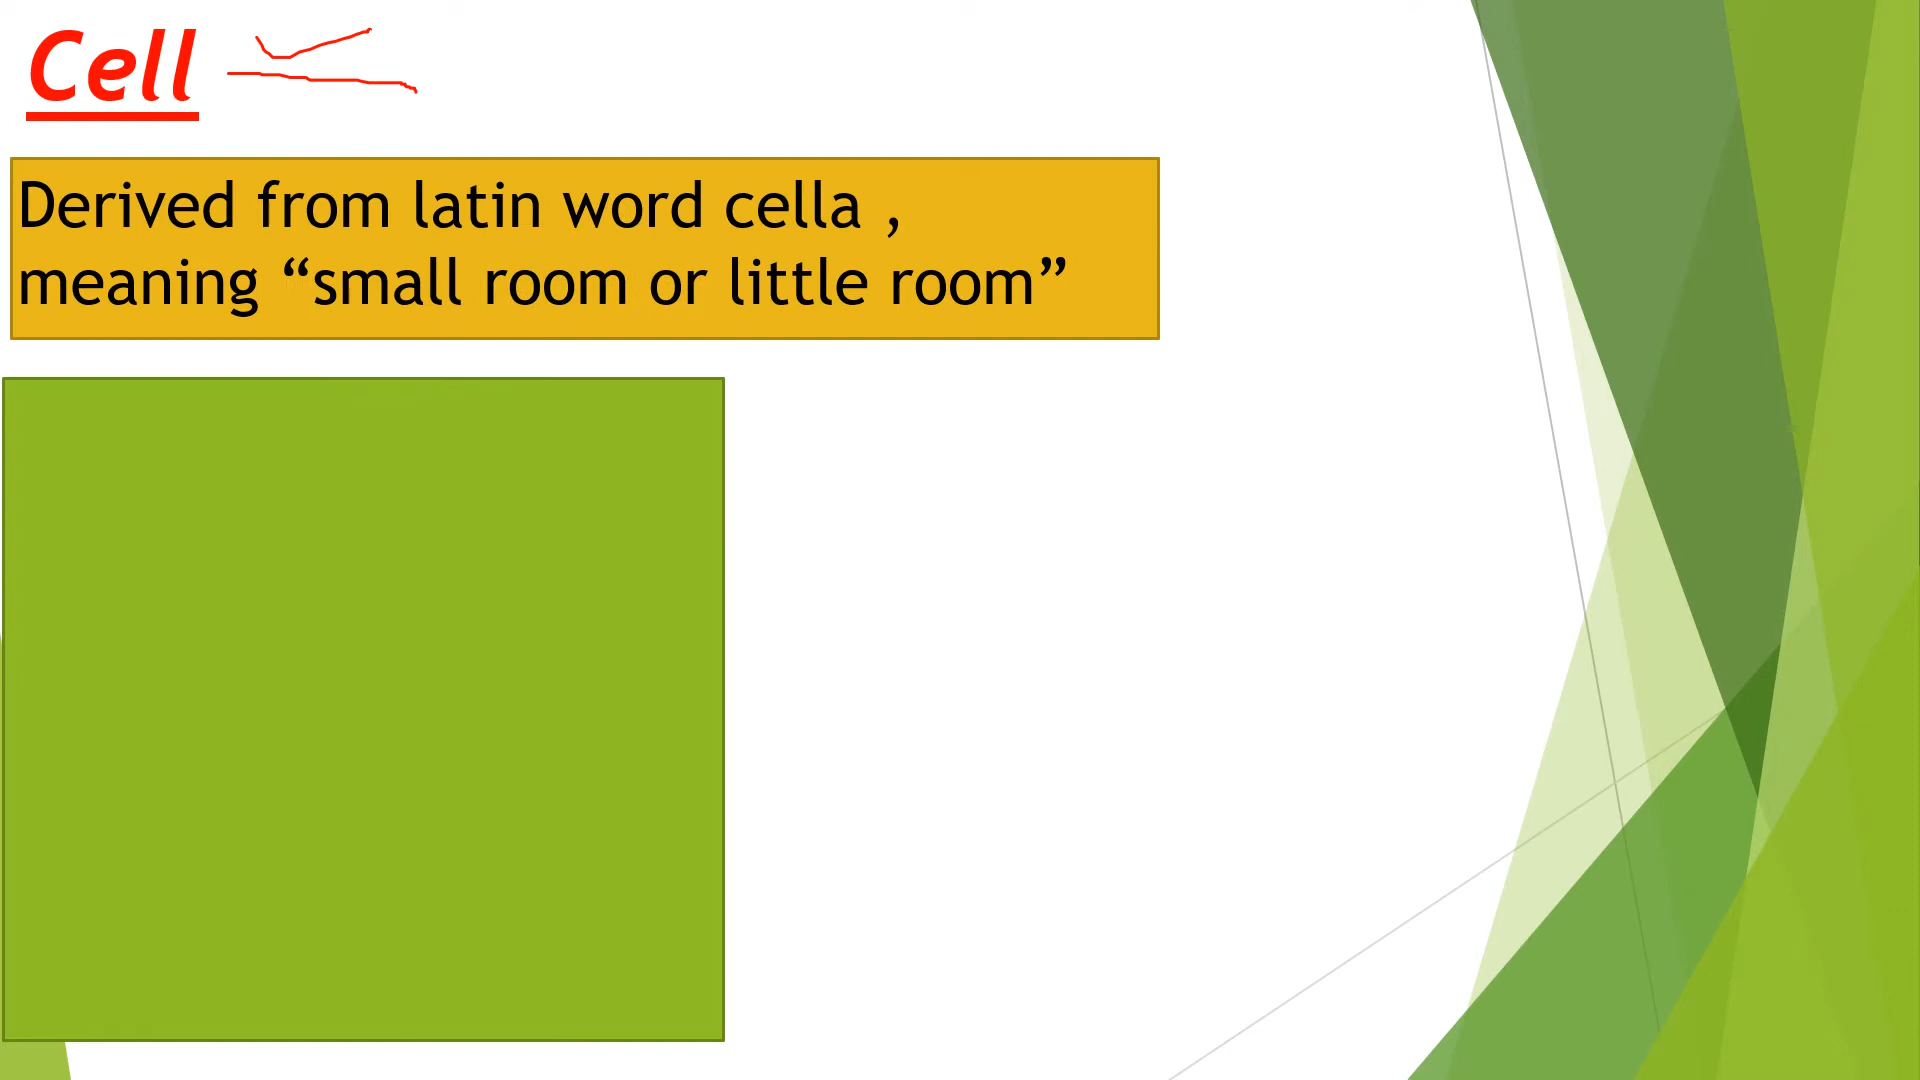 Cell
Derived from latin word cella ,
meaning “small room or little room”